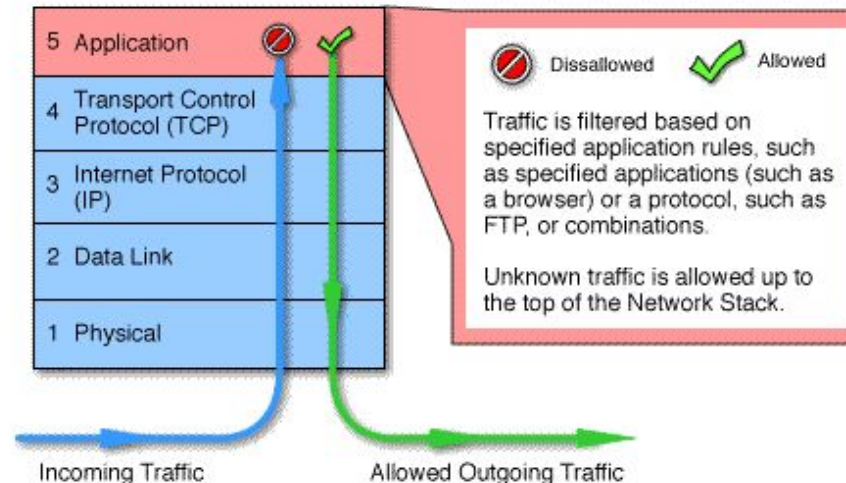 5 Application
4 Transport Control
Protocol (TCP)
3 Internet Protocol
(IP)
2 Data Link
1 Physical
Incoming Traffic
Allowed Outgoing Traffic
Dissallowed
Allowed
Traffic is filtered based on
specified application rules, such
as specified applications (such as
a browser) or a protocol, such as
FTP, or combinations.
Unknown traffic is allowed up to
the top of the Network Stack.